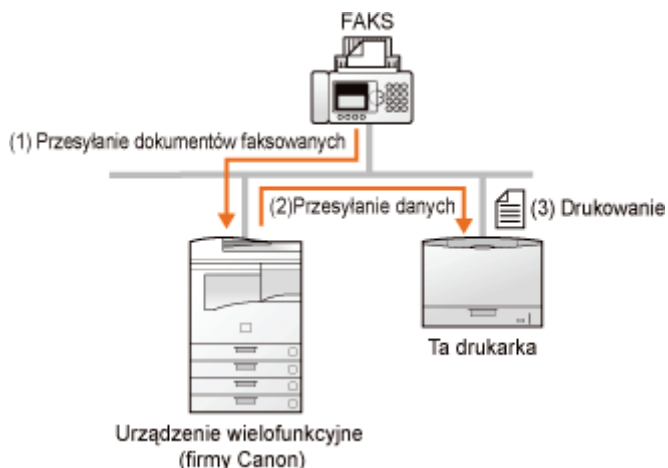 FAKS
(1) Przesyłanie dokumentów faksowanych
(2)Przesyłanie danych
(3) Drukowanie
Ta drukarka
Urządzenie wielofunkcyjne
(firmy Canon)